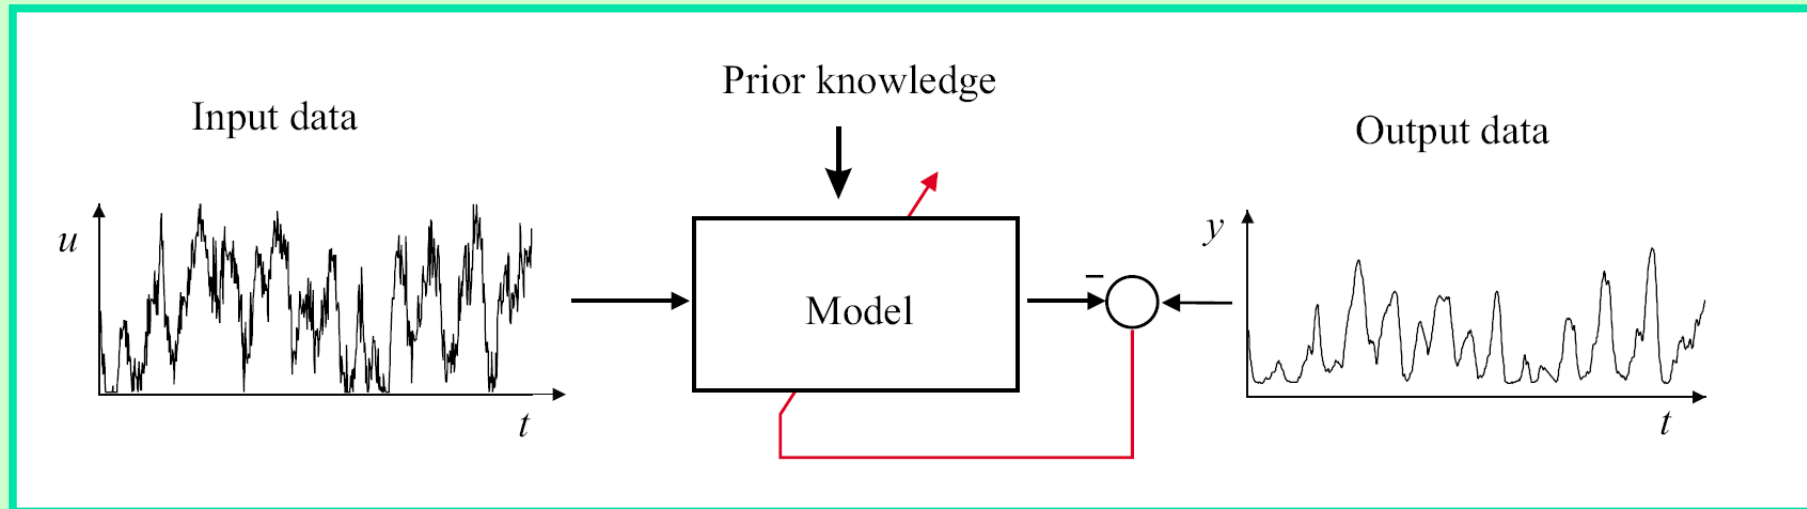 Prior knowledge
Input data
Output data
u
y
Model
–
t
t